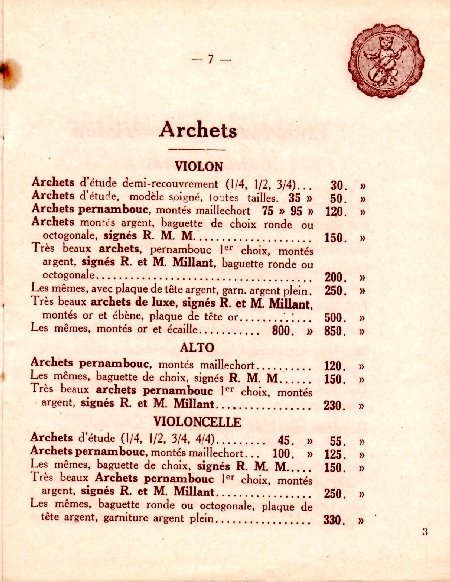 — 7 —
Archets
VIOLON
Archets d'étude demi-recouvrement (1/4, 1/2, 3/4)... 30. »
Archets d'étude, modèle soigné, toutes tailles. 35 » 50. »
Archets pernambouc, montés maillechort 75 » 95 » 120. »
Archets montés argent, baguette de choix ronde ou
octogonale, signés R. M. M.................. 150. »
Très beaux archets, pernambouc 1er choix, montés
argent, signés R. et M. Millant, baguette ronde ou
octogonale.................................. 200. »
Les mêmes, avec plaque de tête argent, garn. argent plein. 250. »
Très beaux archets de luxe, signés R. et M. Millant,
montés or et ébène, plaque de tête or............ 500. »
Les mêmes, montés or et écaille........... 800. » 850. »
ALTO
Archets pernambouc, montés maillechort.......... 120. »
Les mêmes, baguette de choix, signés R. M. M...... 150. »
Très beaux archets pernambouc 1er choix, montés
argent, signés R. et M. Millant.................. 230. »
VIOLONCELLE
Archets d'étude (1/4, 1/2, 3/4, 4/4)......... 45. » 55. »
Archets pernambouc, montés maillechort... 100. » 125. »
Les mêmes, baguette de choix, signés R. M. M..... 150. »
Très beaux Archets pernambouc 1er choix, montés
argent, signés R. et M. Millant.................. 250. »
Les mêmes, baguette ronde ou octogonale, plaque de
tête argent, garniture argent plein................ 330. »
3